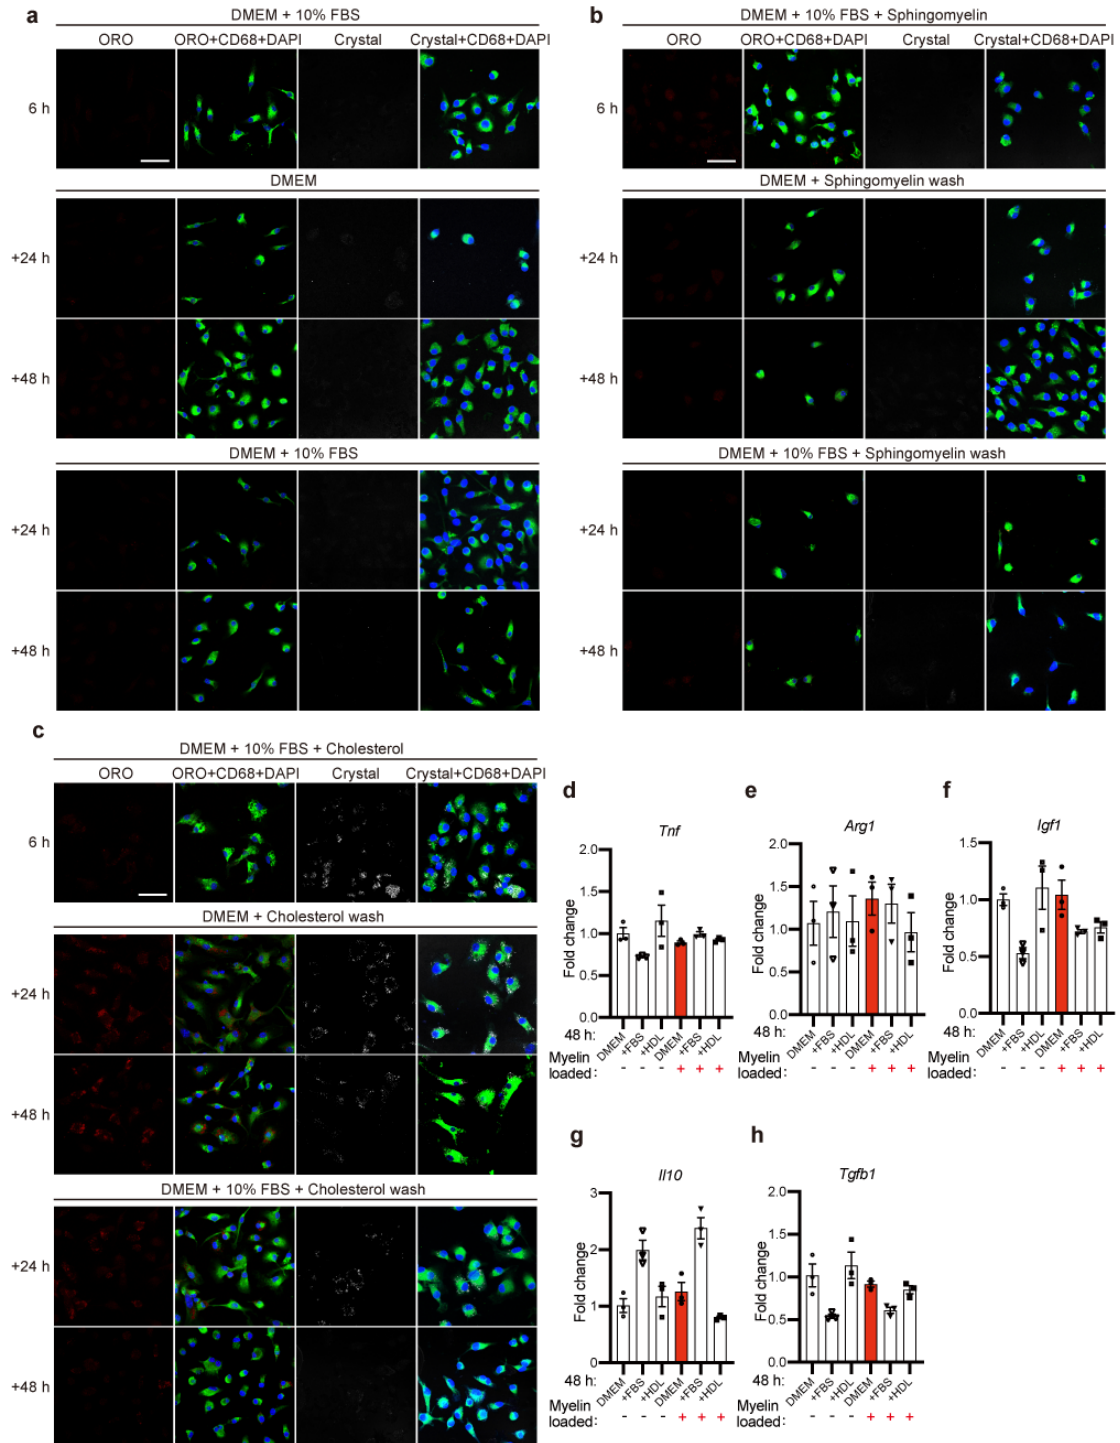 a
DMEM + 10% FBS
ORO ORO+CD68+DAPI Crystal Crystal+CD68+DAPI
6 h
DMEM
+24 h
+48 h
DMEM + 10% FBS
+24 h
+48 h
b
DMEM + 10% FBS + Sphingomyelin
ORO ORO+CD68+DAPI Crystal Crystal+CD68+DAPI
6 h
DMEM + Sphingomyelin wash
+24 h
+48 h
DMEM + 10% FBS + Sphingomyelin wash
+24 h
+48 h
c
DMEM + 10% FBS + Cholesterol
ORO ORO+CD68+DAPI Crystal Crystal+CD68+DAPI
6 h
DMEM + Cholesterol wash
+24 h
+48 h
DMEM + 10% FBS + Cholesterol wash
+24 h
+48 h
d
Tnf
Fold change
2.0
1.5
1.0
0.5
0.0
48 h: DMEM +FBS +HDL DMEM +FBS +HDL
Myelin
loaded: - - - + + +
e
Arg1
Fold change
2.0
1.5
1.0
0.5
0.0
48 h: DMEM +FBS +HDL DMEM +FBS +HDL
Myelin
loaded: - - - + + +
f
Igf1
Fold change
1.5
1.0
0.5
0.0
48 h: DMEM +FBS +HDL DMEM +FBS +HDL
Myelin
loaded: - - - + + +
g
Il10
Fold change
3
2
1
0
48 h: DMEM +FBS +HDL DMEM +FBS +HDL
Myelin
loaded: - - - + + +
h
Tgfb1
Fold change
2.0
1.5
1.0
0.5
0.0
48 h: DMEM +FBS +HDL DMEM +FBS +HDL
Myelin
loaded: - - - + + +